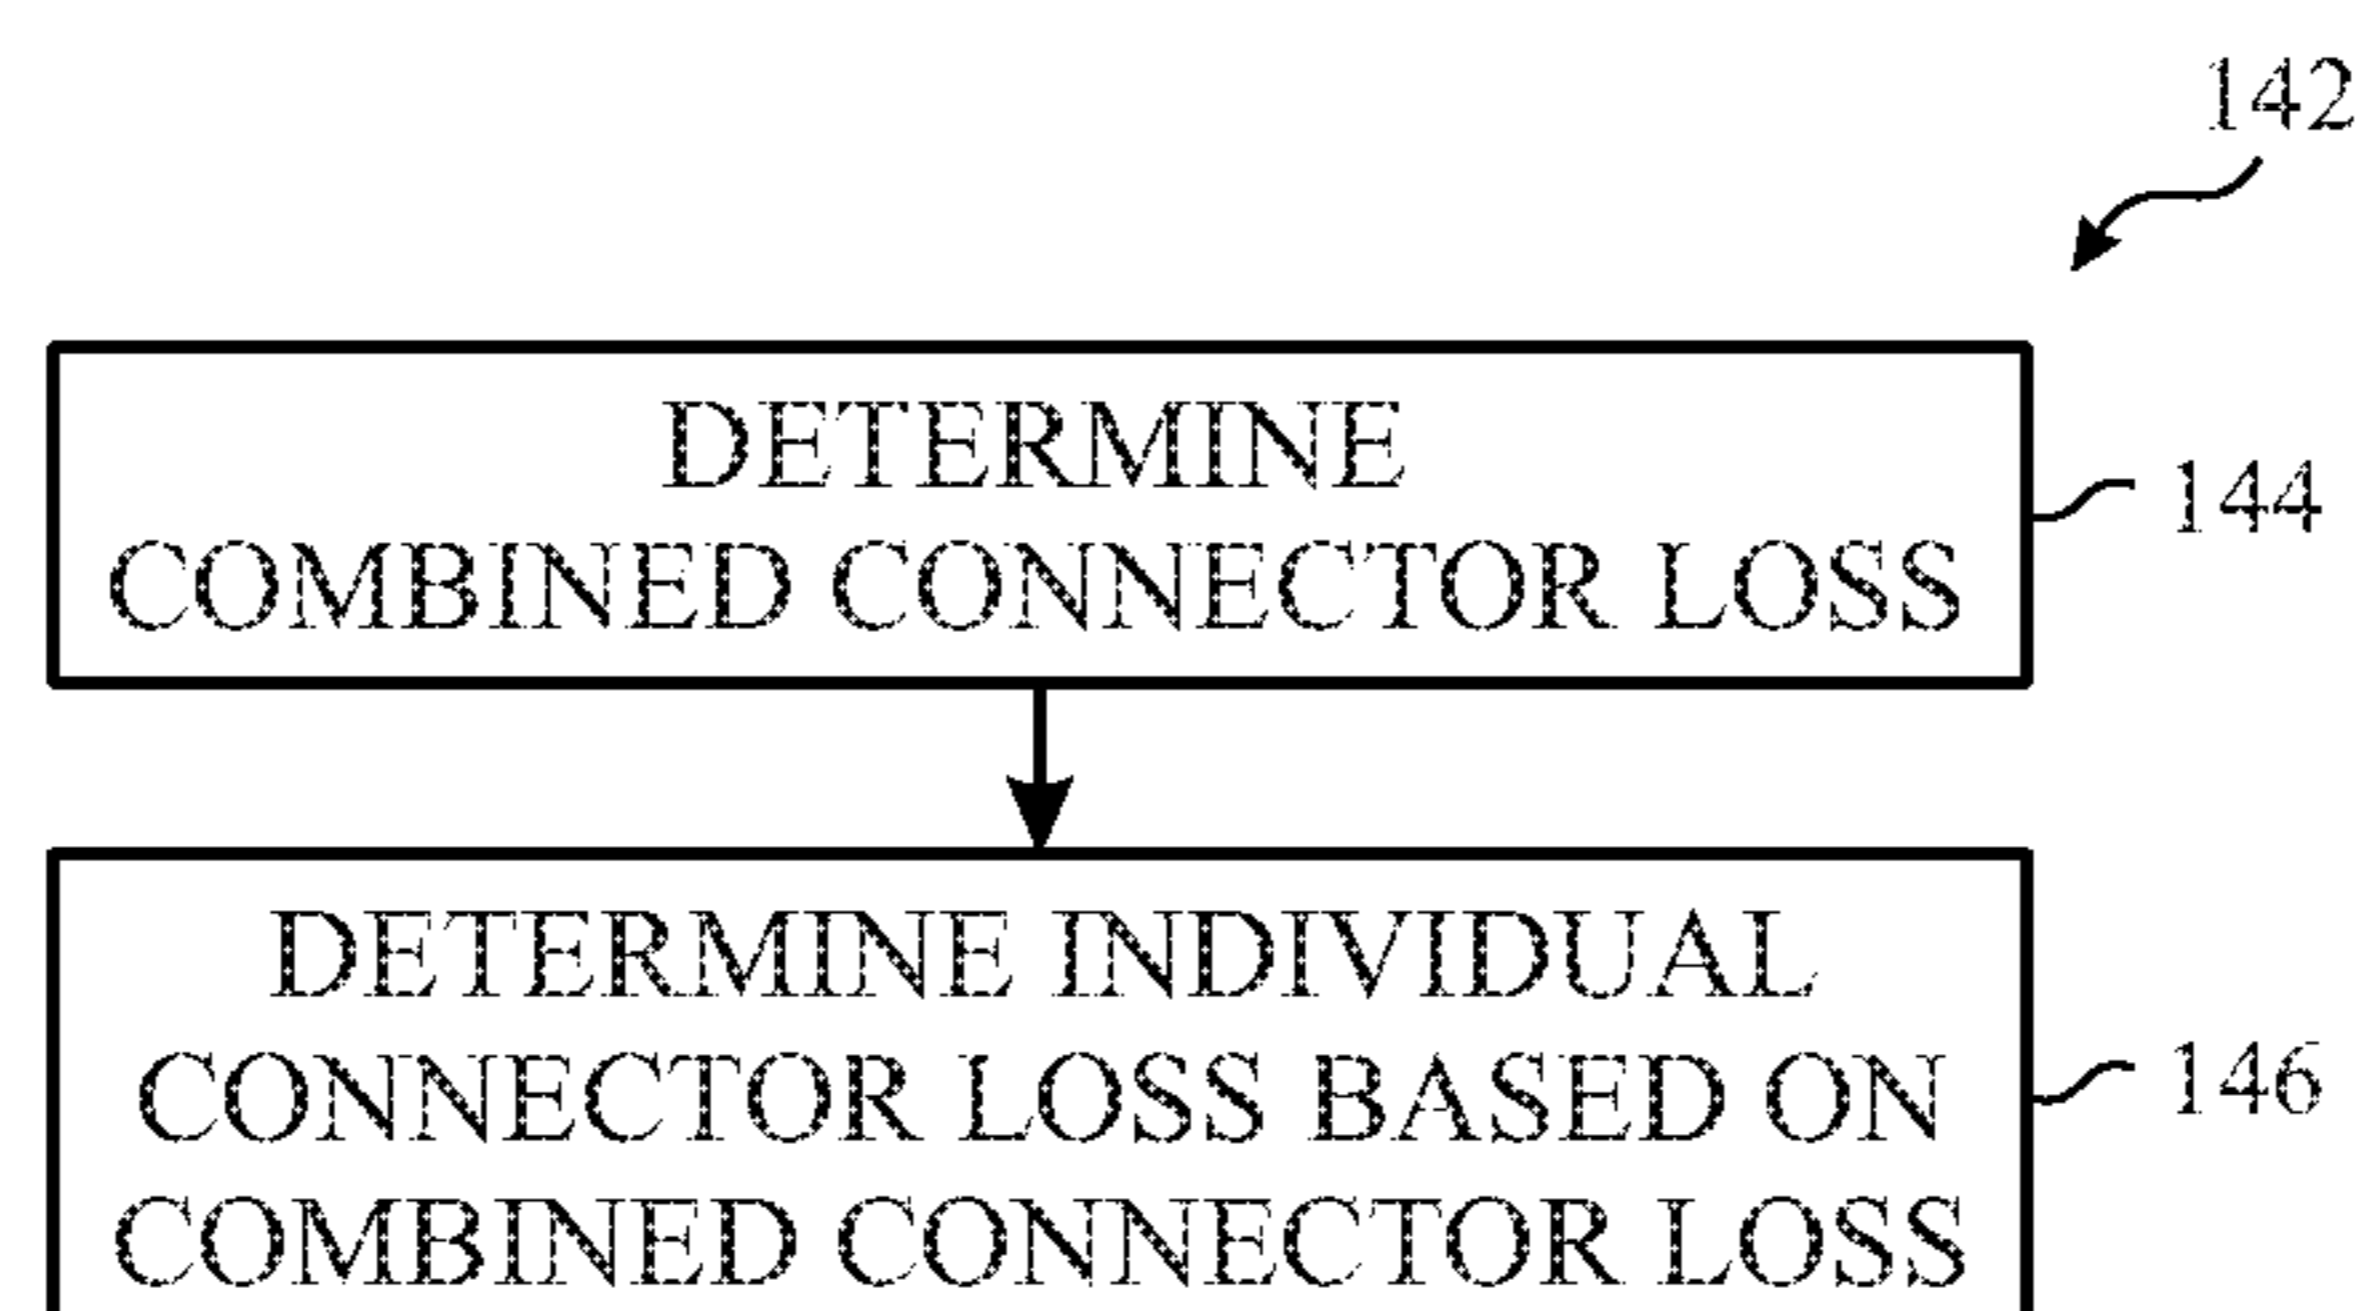 142
DETERMINE
COMBINED CONNECTOR LOSS
144
DETERMINE INDIVIDUAL
CONNECTOR LOSS BASED ON
COMBINED CONNECTOR LOSS
146